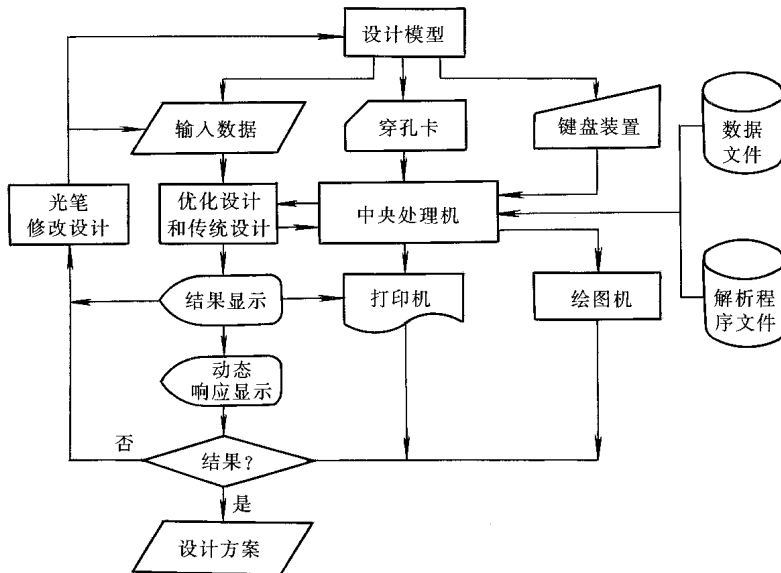 设计模型
输入数据
穿孔卡
键盘装置
数据
文件
光笔
修改设计
优化设计
和传统设计
中央处理机
结果显示
打印机
绘图机
解析程
序文件
动态
响应显示
否
结果？
是
设计方案